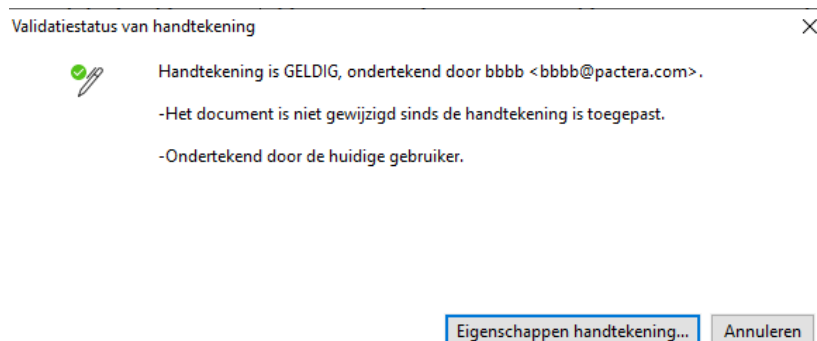 Validatiestatus van handtekening
Handtekening is GELDIG, ondertekend door bbbb <bbbb@pactera.com>.
-Het document is niet gewijzigd sinds de handtekening is toegepast.
-Ondertekend door de huidige gebruiker.
Eigenschappen handtekening... Annuleren